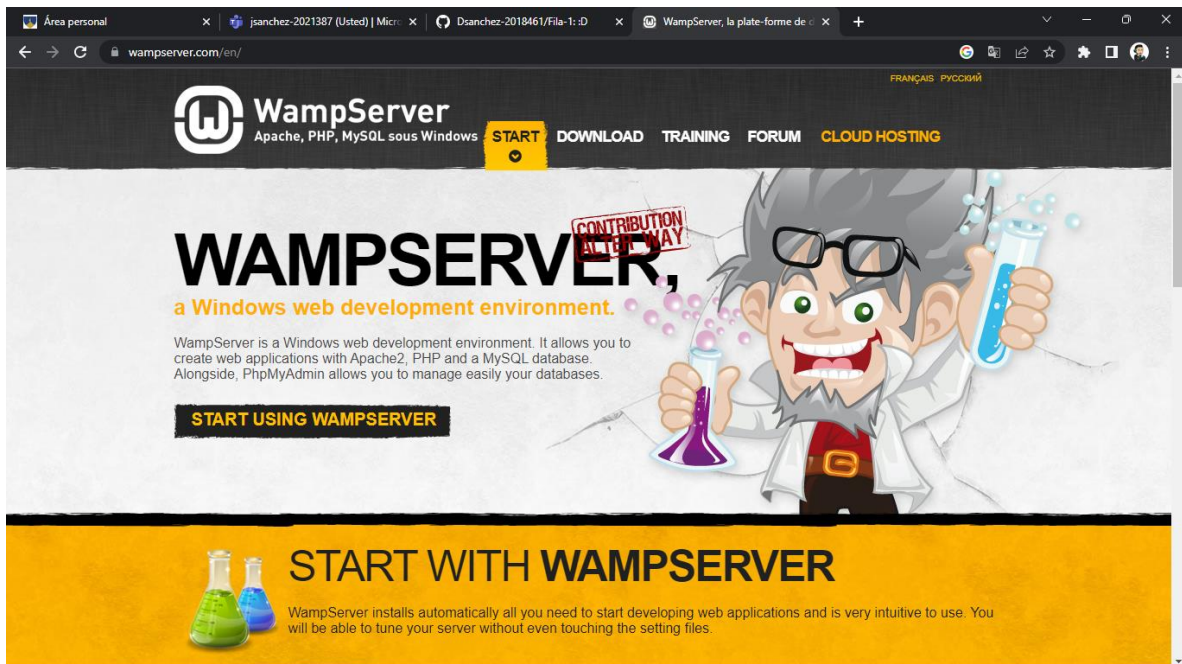 Área personal
jsanchez-2021387 (Usted) | Micro
Dsanchez-2018461/Fila-1: :D
WampServer, la plate-forme de d
wampserver.com/en/
FRANÇAIS РУССКИЙ
WampServer
Apache, PHP, MySQL sous Windows
START DOWNLOAD TRAINING FORUM CLOUD HOSTING
CONTRIBUTION
ALTER WAY
WAMPSERVER,
a Windows web development environment.
WampServer is a Windows web development environment. It allows you to
create web applications with Apache2, PHP and a MySQL database.
Alongside, PhpMyAdmin allows you to manage easily your databases.
START USING WAMPSERVER
START WITH WAMPSERVER
WampServer installs automatically all you need to start developing web applications and is very intuitive to use. You
will be able to tune your server without even touching the setting files.